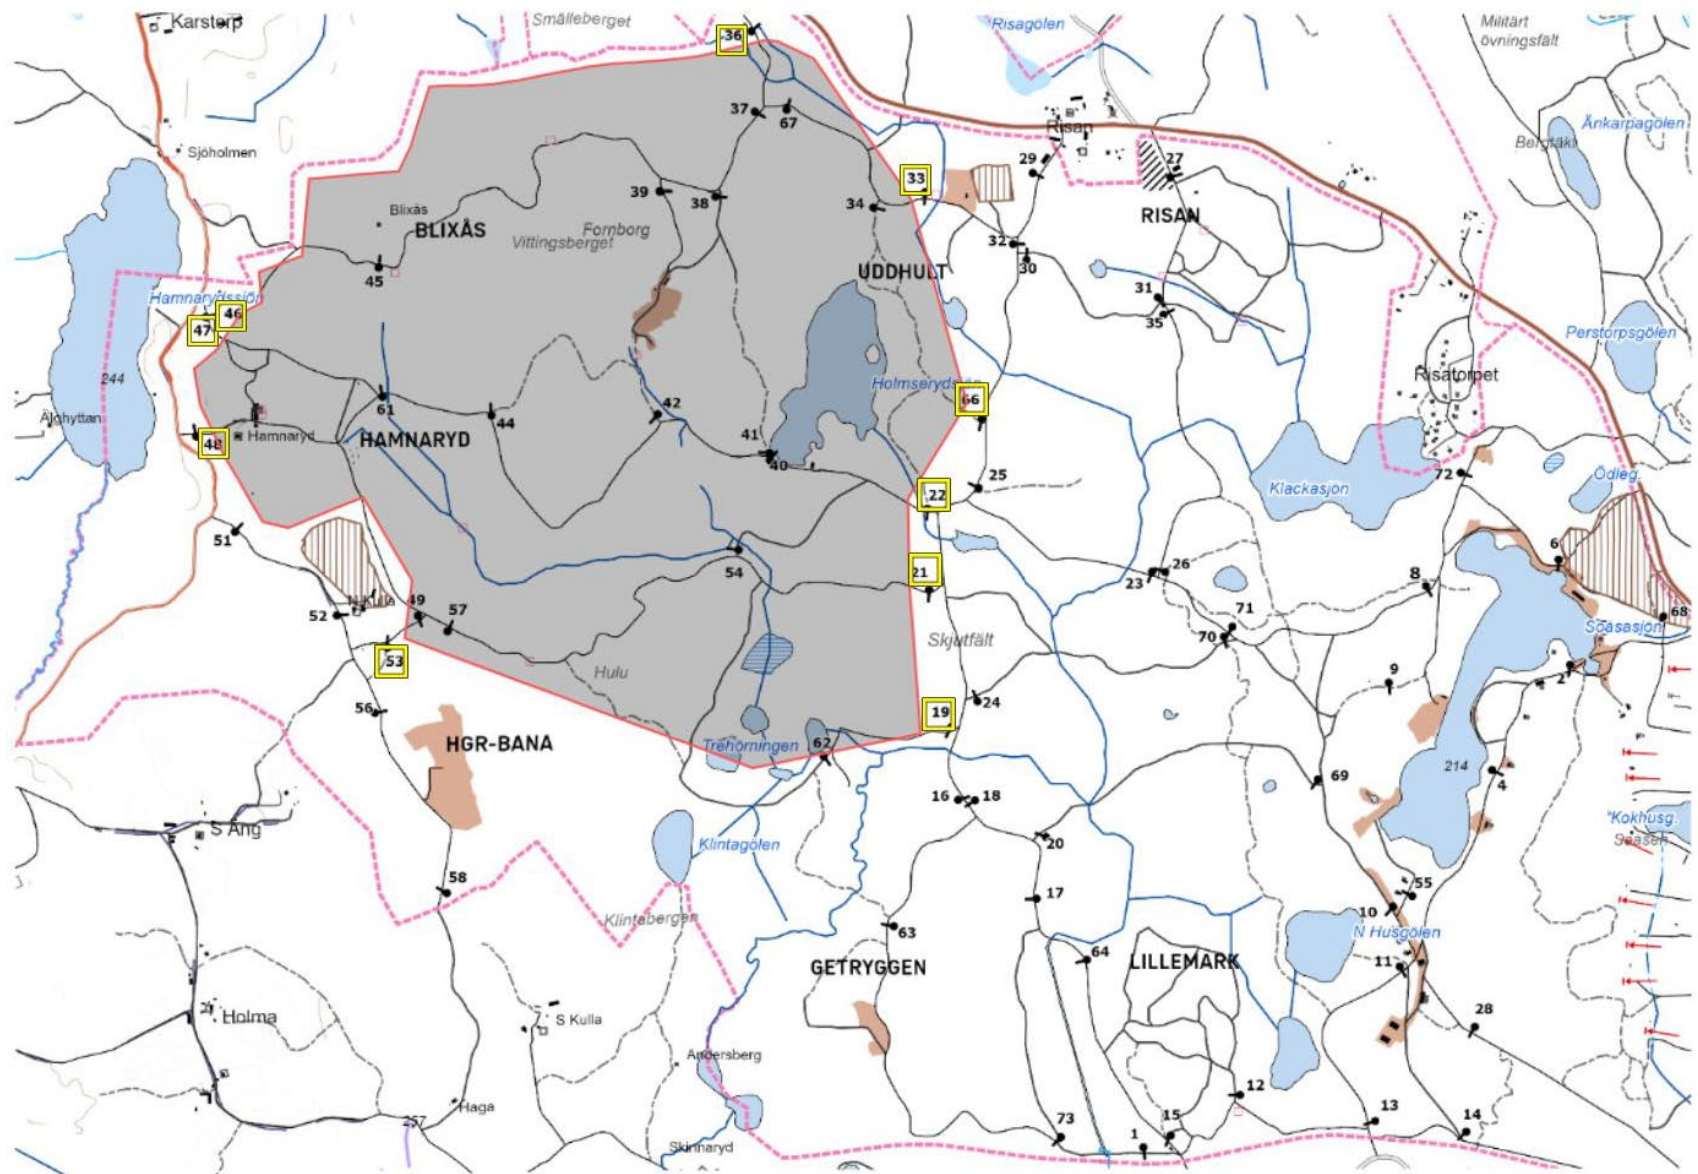 Karstorp
Smålleberget
Risagölen
Militärt
övningsfält
36
37
67
Risan
Änkarpagölen
Bergtäkt
Sjöholmen
29
27
33
39
38
34
Blixås
BLIXÅS
Fornborg
Vittingsberget
RISAN
32
30
45
UDDHULT
31
35
Hamnarydssjön
46
47
Perstorpsgölen
244
Holmserydssjön
Risatorpet
61
44
42
66
Älghyttan
48
Hamnaryd
HAMNARYD
41
40
25
72
Ödleg.
Klackasjön
22
51
6
54
21
23
26
8
N Kulla
52
49
57
71
70
68
Skjutfält
Söasasjön
53
Hulu
9
2
56
19
24
HGR-BANA
Trehörningen
62
214
69
4
16
18
S Äng
Klintagölen
20
Kokhusg.
Såasen
58
17
55
10
Klintabergen
63
N Husgölen
GETRYGGEN
64
LILLEMARK
11
Holma
S Kulla
28
Andersberg
12
Haga
257
73
15
1
13
14
Skinnaryd